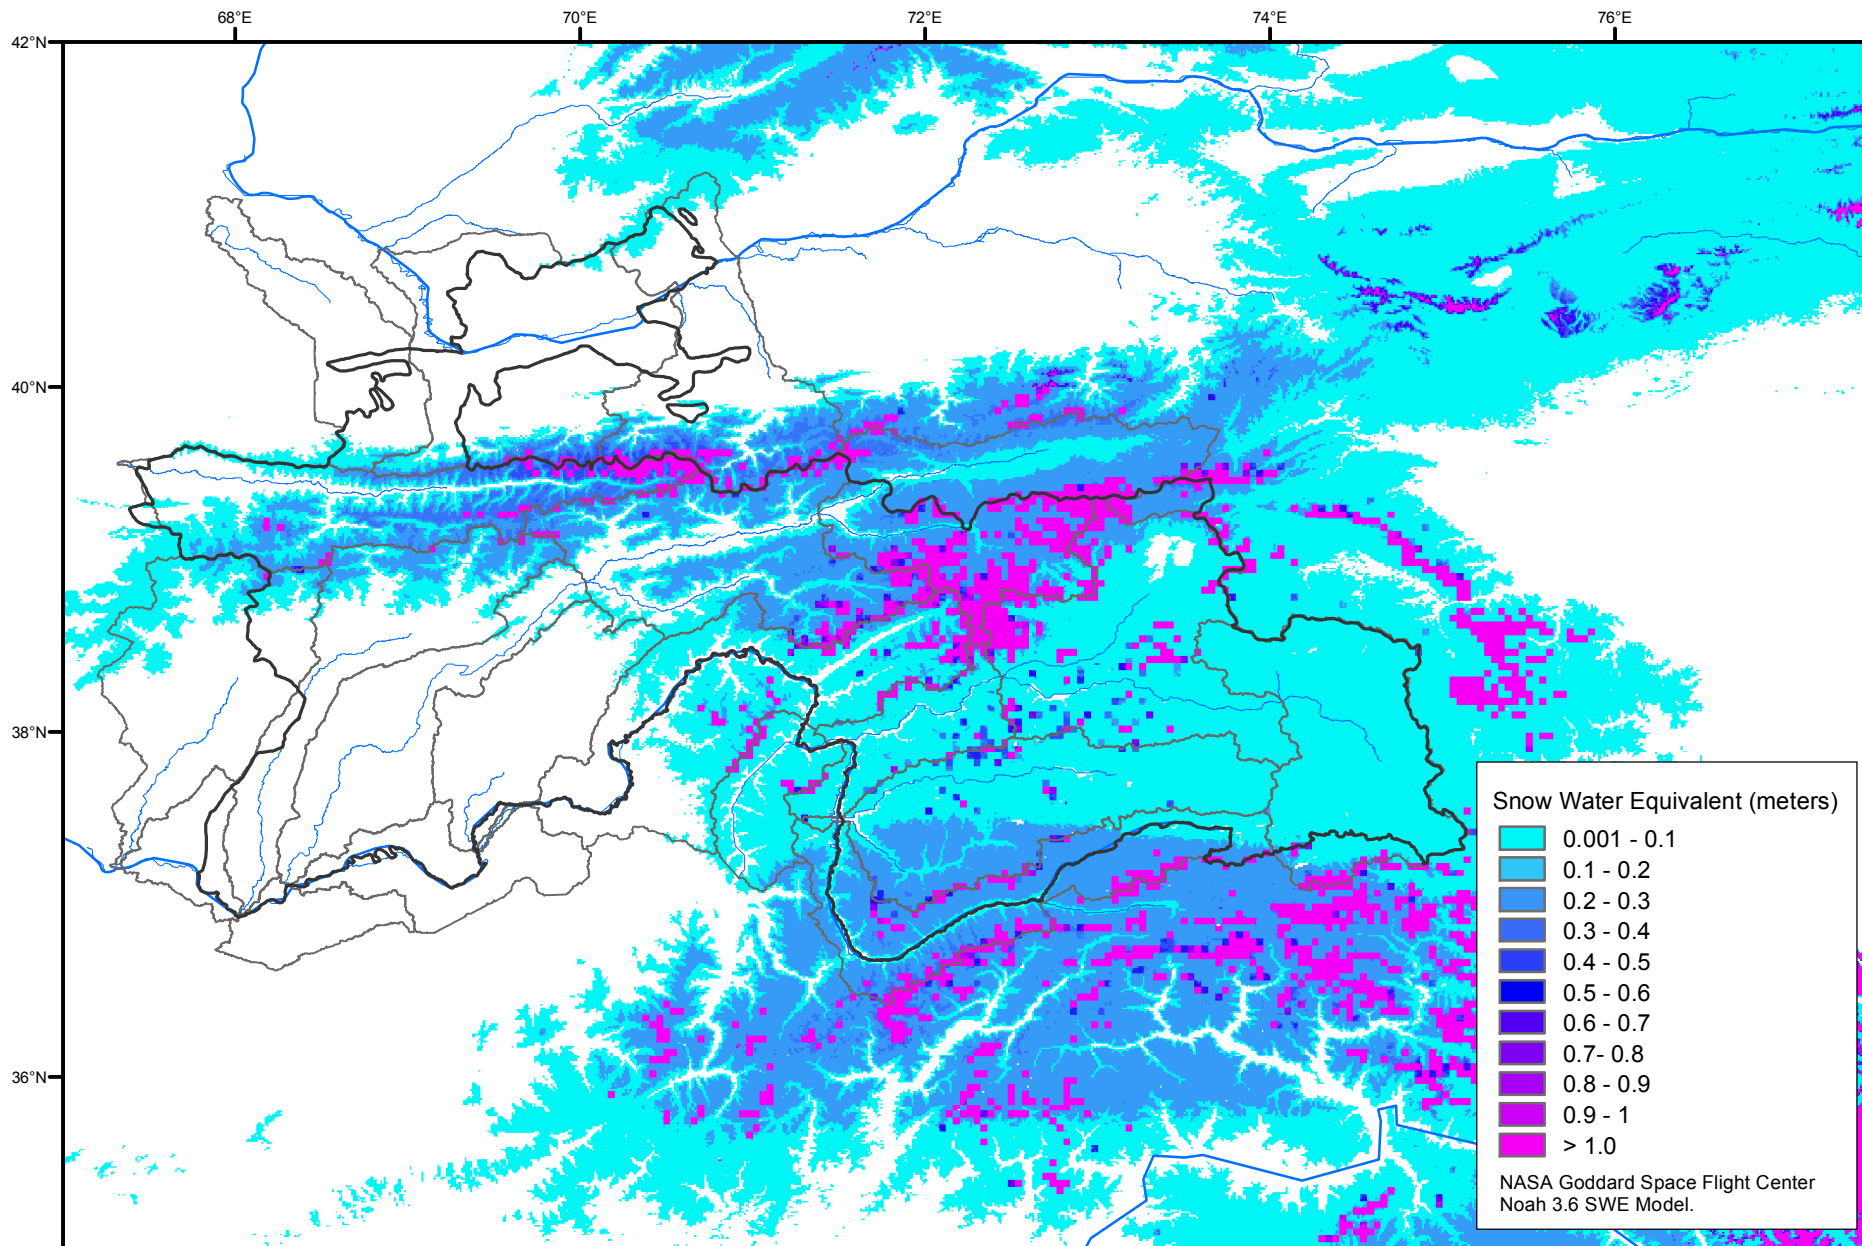 68°E
70°E
72°E
74°E
76°E
42°N
40°N
38°N
36°N
Snow Water Equivalent (meters)
0.001 - 0.1
0.1 - 0.2
0.2 - 0.3
0.3 - 0.4
0.4 - 0.5
0.5 - 0.6
0.6 - 0.7
0.7- 0.8
0.8 - 0.9
0.9 - 1
> 1.0
NASA Goddard Space Flight Center
Noah 3.6 SWE Model.